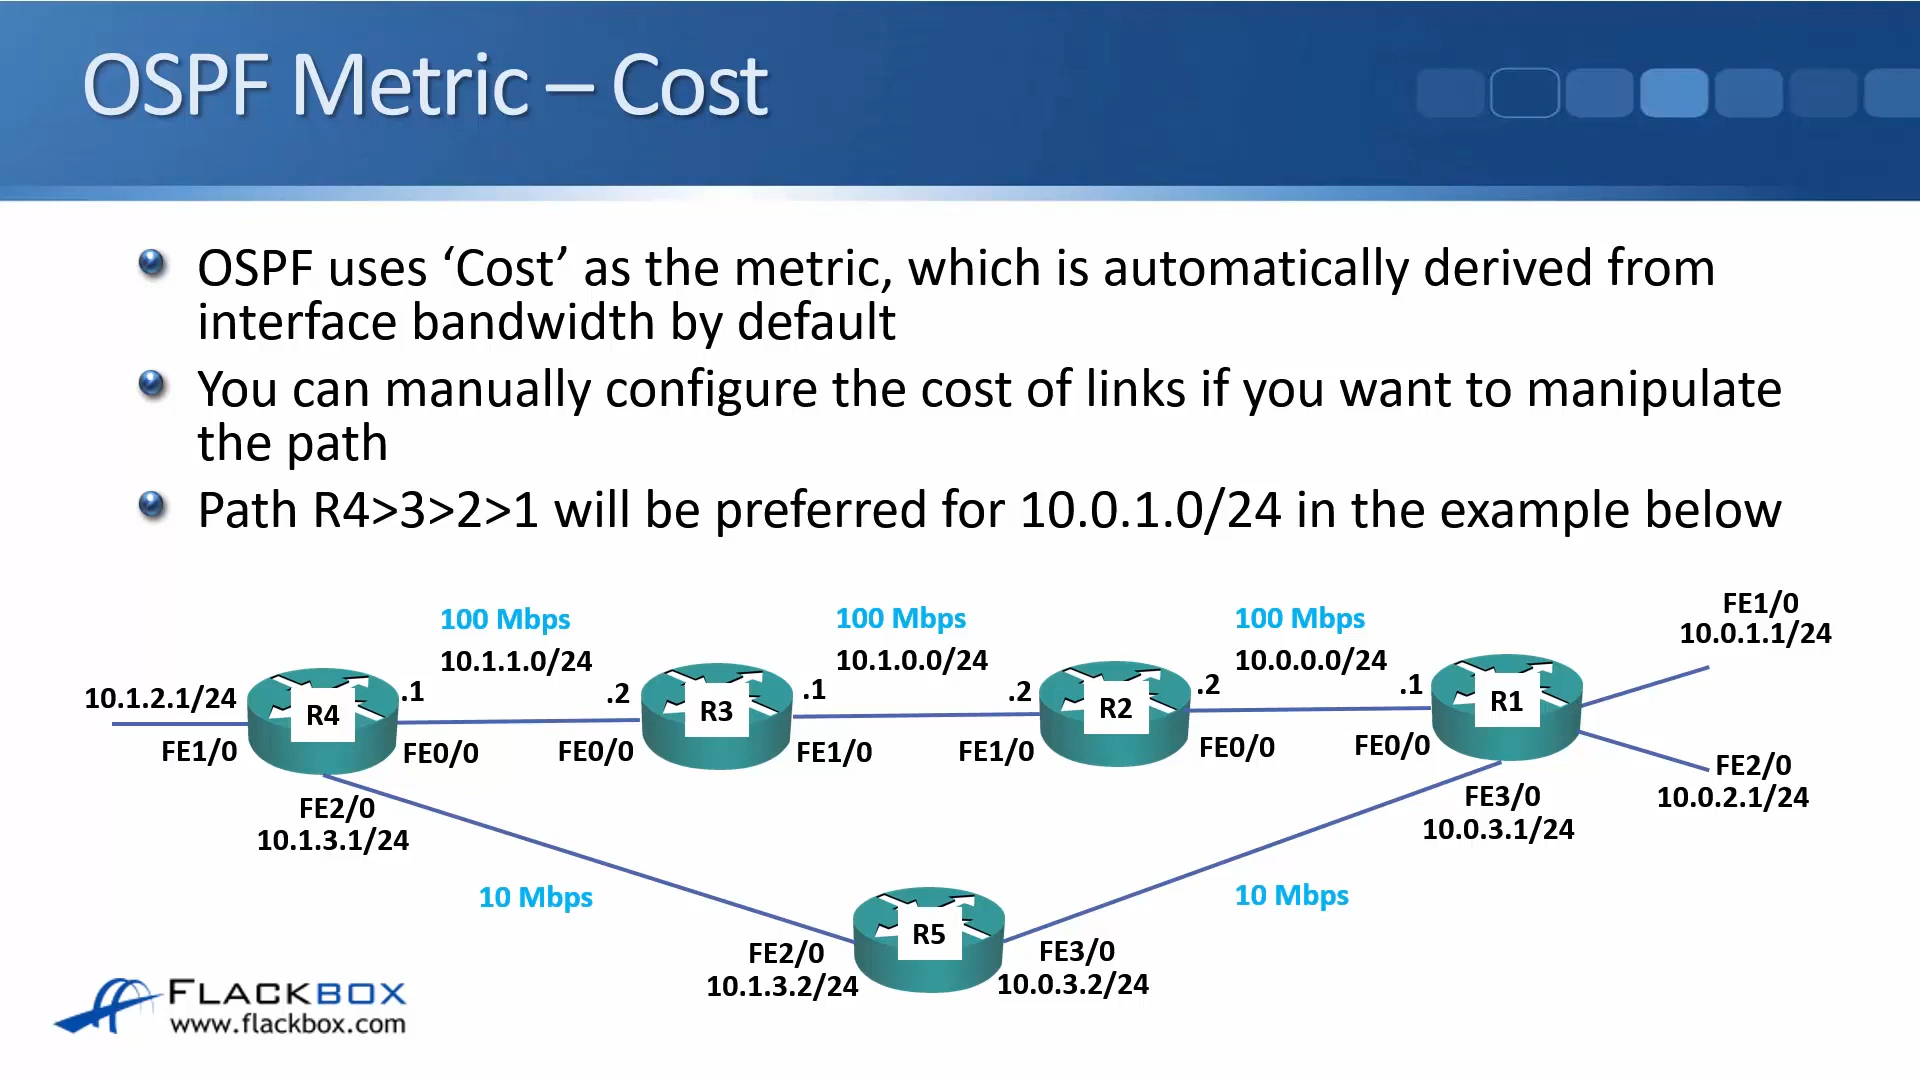 OSPF Metric – Cost
OSPF uses ‘Cost’ as the metric, which is automatically derived from
interface bandwidth by default
You can manually configure the cost of links if you want to manipulate
the path
Path R4>3>2>1 will be preferred for 10.0.1.0/24 in the example below
100 Mbps
10.1.1.0/24
100 Mbps
10.1.0.0/24
100 Mbps
10.0.0.0/24
FE1/0
10.0.1.1/24
10.1.2.1/24
FE1/0
R4
.1
FE0/0
.2
FE0/0
R3
.1
FE1/0
.2
FE1/0
R2
.2
FE0/0
.1
FE0/0
R1
FE2/0
10.0.2.1/24
FE2/0
10.1.3.1/24
FE3/0
10.0.3.1/24
10 Mbps
10 Mbps
FE2/0
10.1.3.2/24
R5
FE3/0
10.0.3.2/24
FLACKBOX
www.flackbox.com